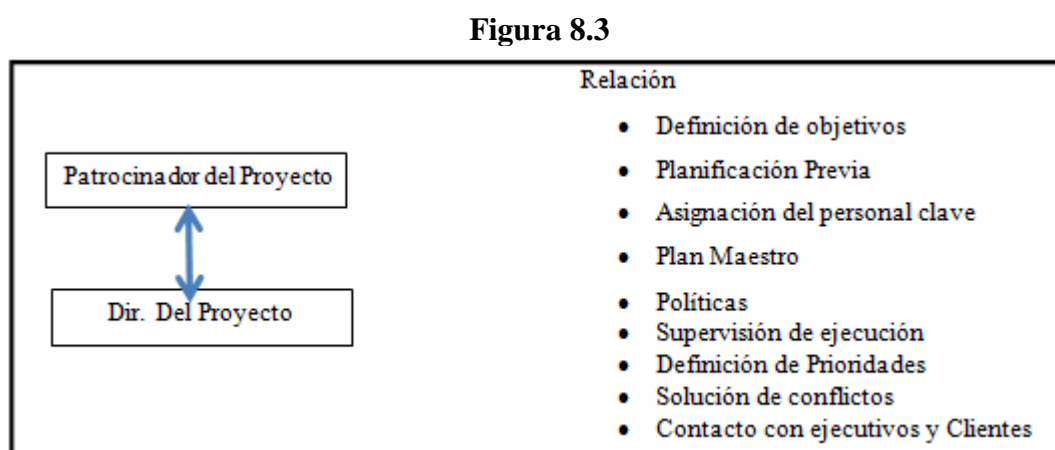 Figura 8.3
Patrocinador del Proyecto
Dir. Del Proyecto
Relación
• Definición de objetivos
• Planificación Previa
• Asignación del personal clave
• Plan Maestro
• Políticas
• Supervisión de ejecución
• Definición de Prioridades
• Solución de conflictos
• Contacto con ejecutivos y Clientes